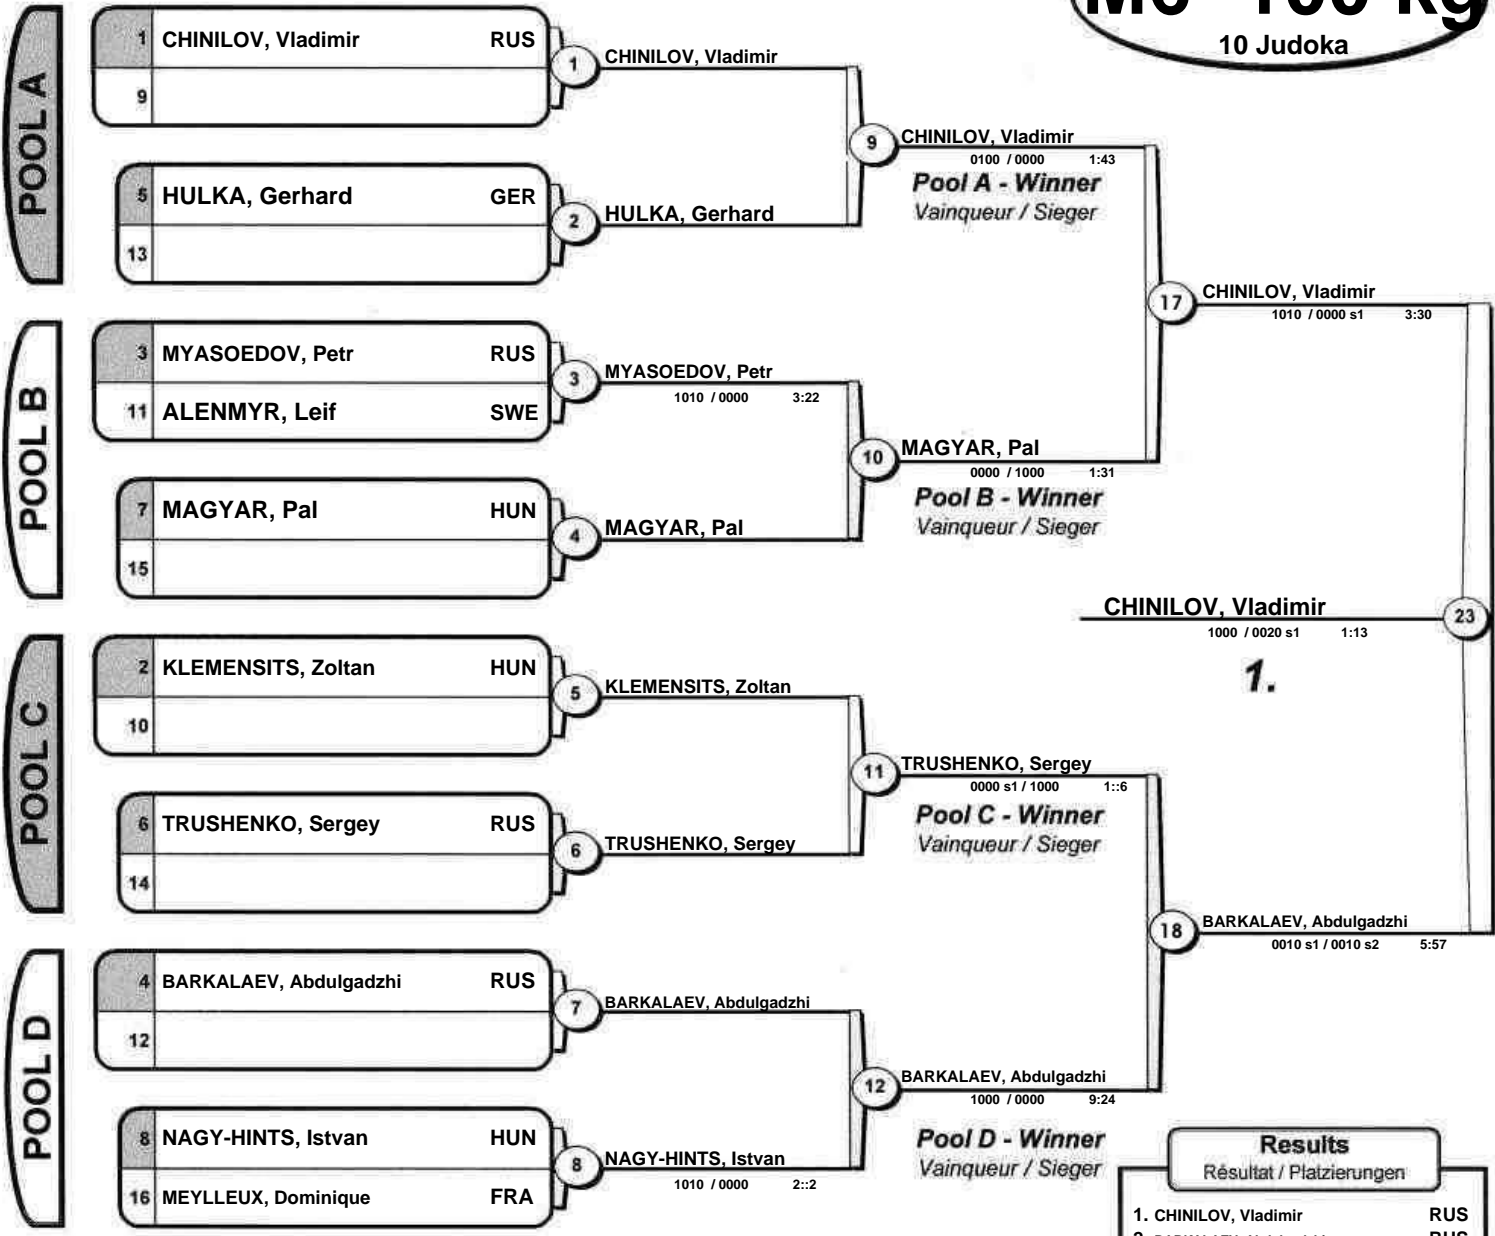 10 Judoka
POOL A
1 CHINILOV, Vladimir RUS
9
1
CHINILOV, Vladimir
5 HULKA, Gerhard GER
13
2
HULKA, Gerhard
9
CHINILOV, Vladimir
0100 / 0000 1:43
Pool A - Winner
Vainqueur / Sieger
POOL B
3 MYASOEDOV, Petr RUS
11 ALENMYR, Leif SWE
3
MYASOEDOV, Petr
1010 / 0000 3:22
7 MAGYAR, Pal HUN
15
4
MAGYAR, Pal
10
MAGYAR, Pal
0000 / 1000 1:31
Pool B - Winner
Vainqueur / Sieger
17
CHINILOV, Vladimir
1010 / 0000 s1 3:30
CHINILOV, Vladimir
23
1000 / 0020 s1 1:13
1.
POOL C
2 KLEMENSITS, Zoltan HUN
10
5
KLEMENSITS, Zoltan
6 TRUSHENKO, Sergey RUS
14
6
TRUSHENKO, Sergey
11
TRUSHENKO, Sergey
0000 s1 / 1000 1::6
Pool C - Winner
Vainqueur / Sieger
POOL D
4 BARKALAEV, Abdulgadzhi RUS
12
7
BARKALAEV, Abdulgadzhi
8 NAGY-HINTS, Istvan HUN
16 MEYLLEUX, Dominique FRA
8
NAGY-HINTS, Istvan
1010 / 0000 2::2
12
BARKALAEV, Abdulgadzhi
1000 / 0000 9:24
Pool D - Winner
Vainqueur / Sieger
18
BARKALAEV, Abdulgadzhi
0010 s1 / 0010 s2 5:57
Results
Résultat / Platzierungen
1. CHINILOV, Vladimir RUS